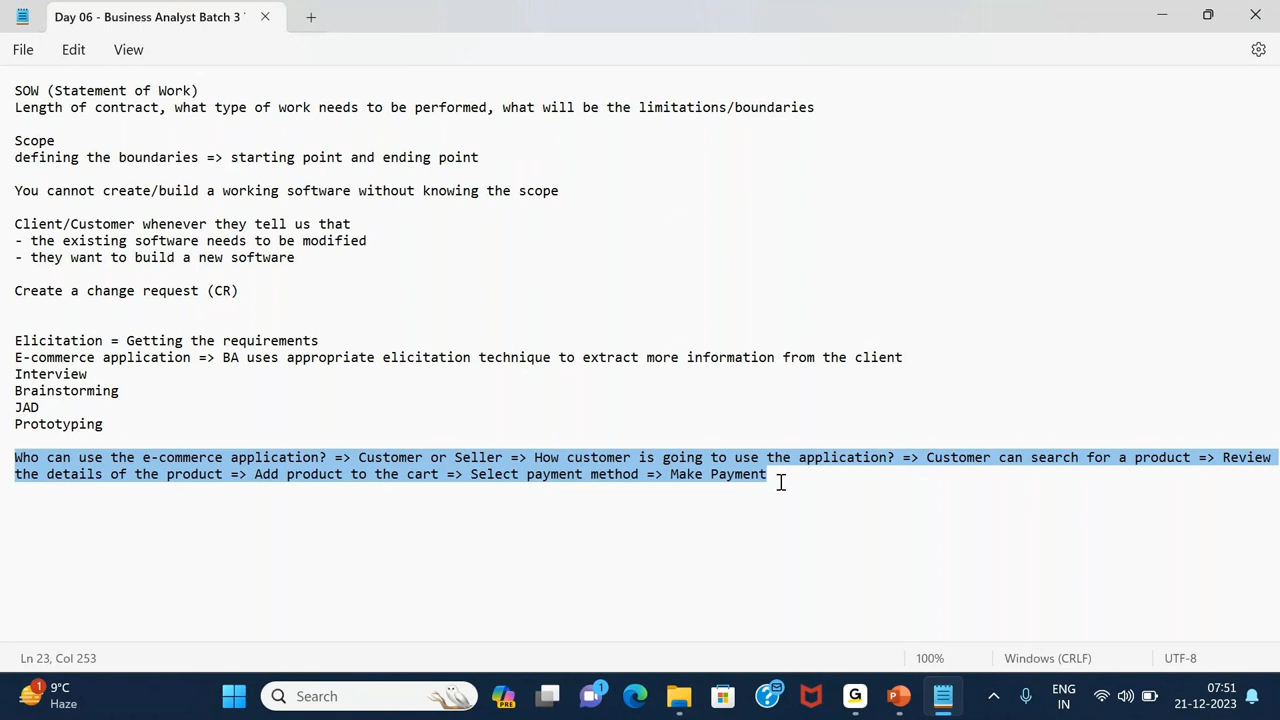 Day 06 - Business Analyst Batch 3
File Edit View
SOW (Statement of Work)
Length of contract, what type of work needs to be performed, what will be the limitations/boundaries
Scope
defining the boundaries => starting point and ending point
You cannot create/build a working software without knowing the scope
Client/Customer whenever they tell us that
- the existing software needs to be modified
- they want to build a new software
Create a change request (CR)
Elicitation = Getting the requirements
E-commerce application => BA uses appropriate elicitation technique to extract more information from the client
Interview
Brainstorming
JAD
Prototyping
Who can use the e-commerce application? => Customer or Seller => How customer is going to use the application? => Customer can search for a product => Review
the details of the product => Add product to the cart => Select payment method => Make Payment
Ln 23, Col 253 100% Windows (CRLF) UTF-8
1 9°C Haze
Search
PRE
1
G
ENG
IN
07:51
21-12-2023